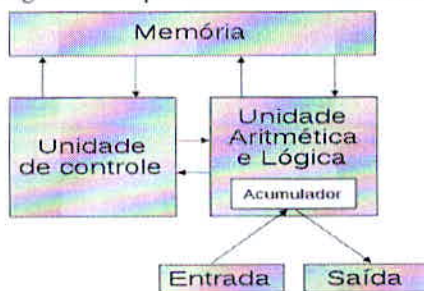 Memória
Unidade
de controle
Unidade
Aritmética
e Lógica
Acumulador
Entrada
Saída